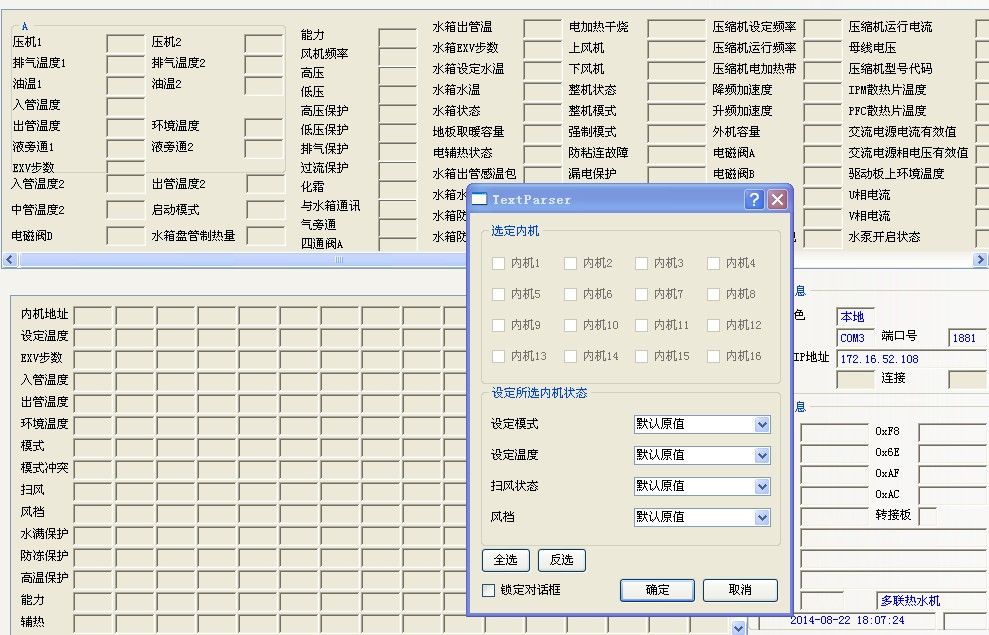 A
压机1 压机2
排气温度1 排气温度2
油温1 油温2
入管温度
出管温度 环境温度
液旁通1 液旁通2
EXV步数
入管温度2 出管温度2
中管温度2 启动模式
电磁阀D 水箱盘管制热量
能力
风机频率
高压
低压
高压保护
低压保护
排气保护
过流保护
化霜
与水箱通讯
气旁通
四通阀A
水箱出管温
水箱EXV步数
水箱设定水温
水箱水温
水箱状态
地板取暖容量
电辅热状态
水箱出管感温包
水箱水
水箱防
水箱防
电加热干烧
上风机
下风机
整机状态
整机模式
强制模式
防粘连故障
漏电保护
压缩机设定频率
压缩机运行频率
压缩机电加热带
降频加速度
升频加速度
外机容量
电磁阀A
电磁阀B
压缩机运行电流
母线电压
压缩机型号代码
IPM散热片温度
PFC散热片温度
交流电源电流有效值
交流电源相电压有效值
驱动板上环境温度
U相电流
V相电流
水泵开启状态
内机地址
设定温度
EXV步数
入管温度
出管温度
环境温度
模式
模式冲突
扫风
风档
水满保护
防冻保护
高温保护
能力
辅热
TextParser
选定内机
内机1 内机2 内机3 内机4
内机5 内机6 内机7 内机8
内机9 内机10 内机11 内机12
内机13 内机14 内机15 内机16
设定所选内机状态
设定模式 默认原值
设定温度 默认原值
扫风状态 默认原值
风档 默认原值
全选 反选
锁定对话框 确定 取消
息
色 本地
COM3 端口号 1881
IP地址 172.16.52.108
连接
息
0xF8
0x6E
0xAF
0xAC
转接板
多联热水机
2014-08-22 18:07:24